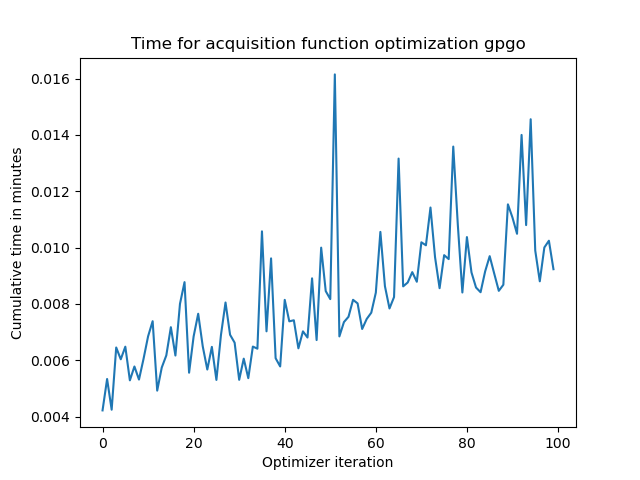 Time for acquisition function optimization gpgo
0.016
0.014
0.012
0.010
0.008
0.006
0.004
Cumulative time in minutes
0 20 40 60 80 100
Optimizer iteration